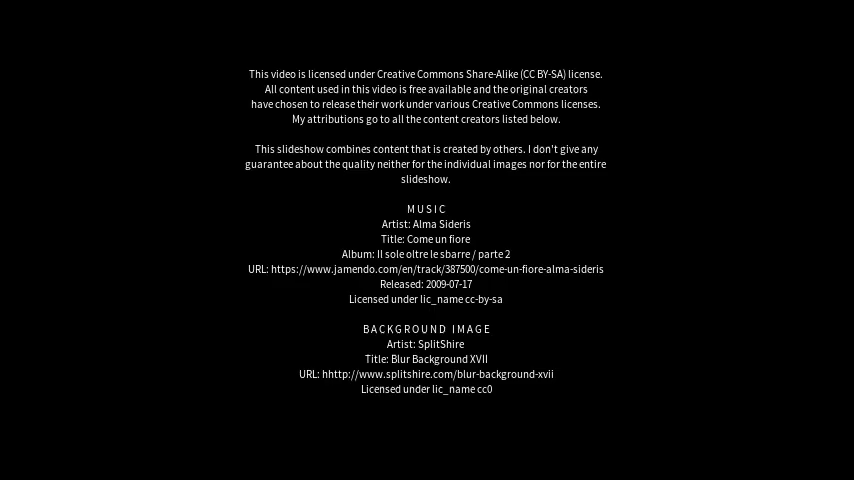 This video is licensed under Creative Commons Share-Alike (CC BY-SA) license.
All content used in this video is free available and the original creators
have chosen to release their work under various Creative Commons licenses.
My attributions go to all the content creators listed below.
This slideshow combines content that is created by others. I don't give any
guarantee about the quality neither for the individual images nor for the entire
slideshow.
MUSIC
Artist: Alma Sideris
Title: Come un fiore
Album: Il sole oltre le sbarre / parte 2
URL: https://www.jamendo.com/en/track/387500/come-un-fiore-alma-sideris
Released: 2009-07-17
Licensed under lic_name cc-by-sa
BACKGROUND IMAGE
Artist: SplitShire
Title: Blur Background XVII
URL: hhttp://www.splitshire.com/blur-background-xvii
Licensed under lic_name cc0